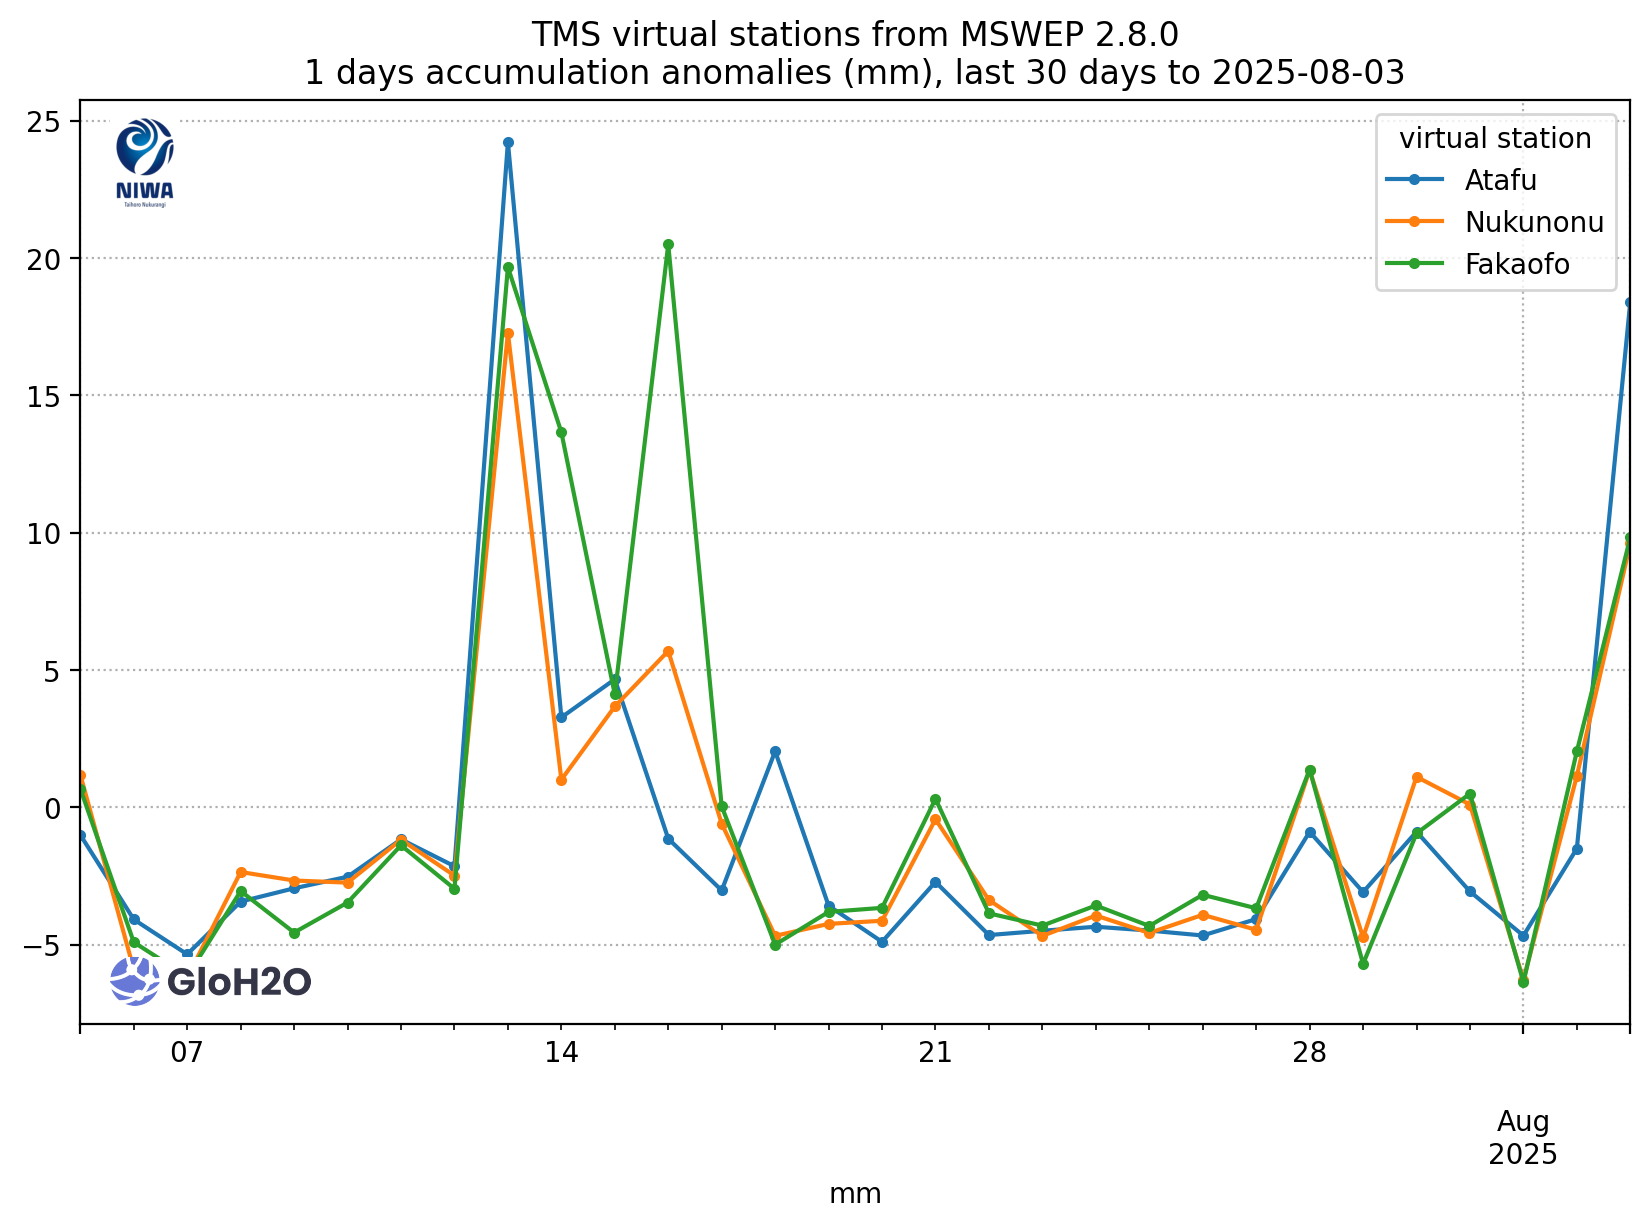 TMS virtual stations from MSWEP 2.8.0
1 days accumulation anomalies (mm), last 30 days to 2025-08-03
25
20
15
10
5
0
−5
NIWA
Taihoro Nukurangi
virtual station
Atafu
Nukunonu
Fakaofo
GloH2O
07
14
21
28
Aug
2025
mm